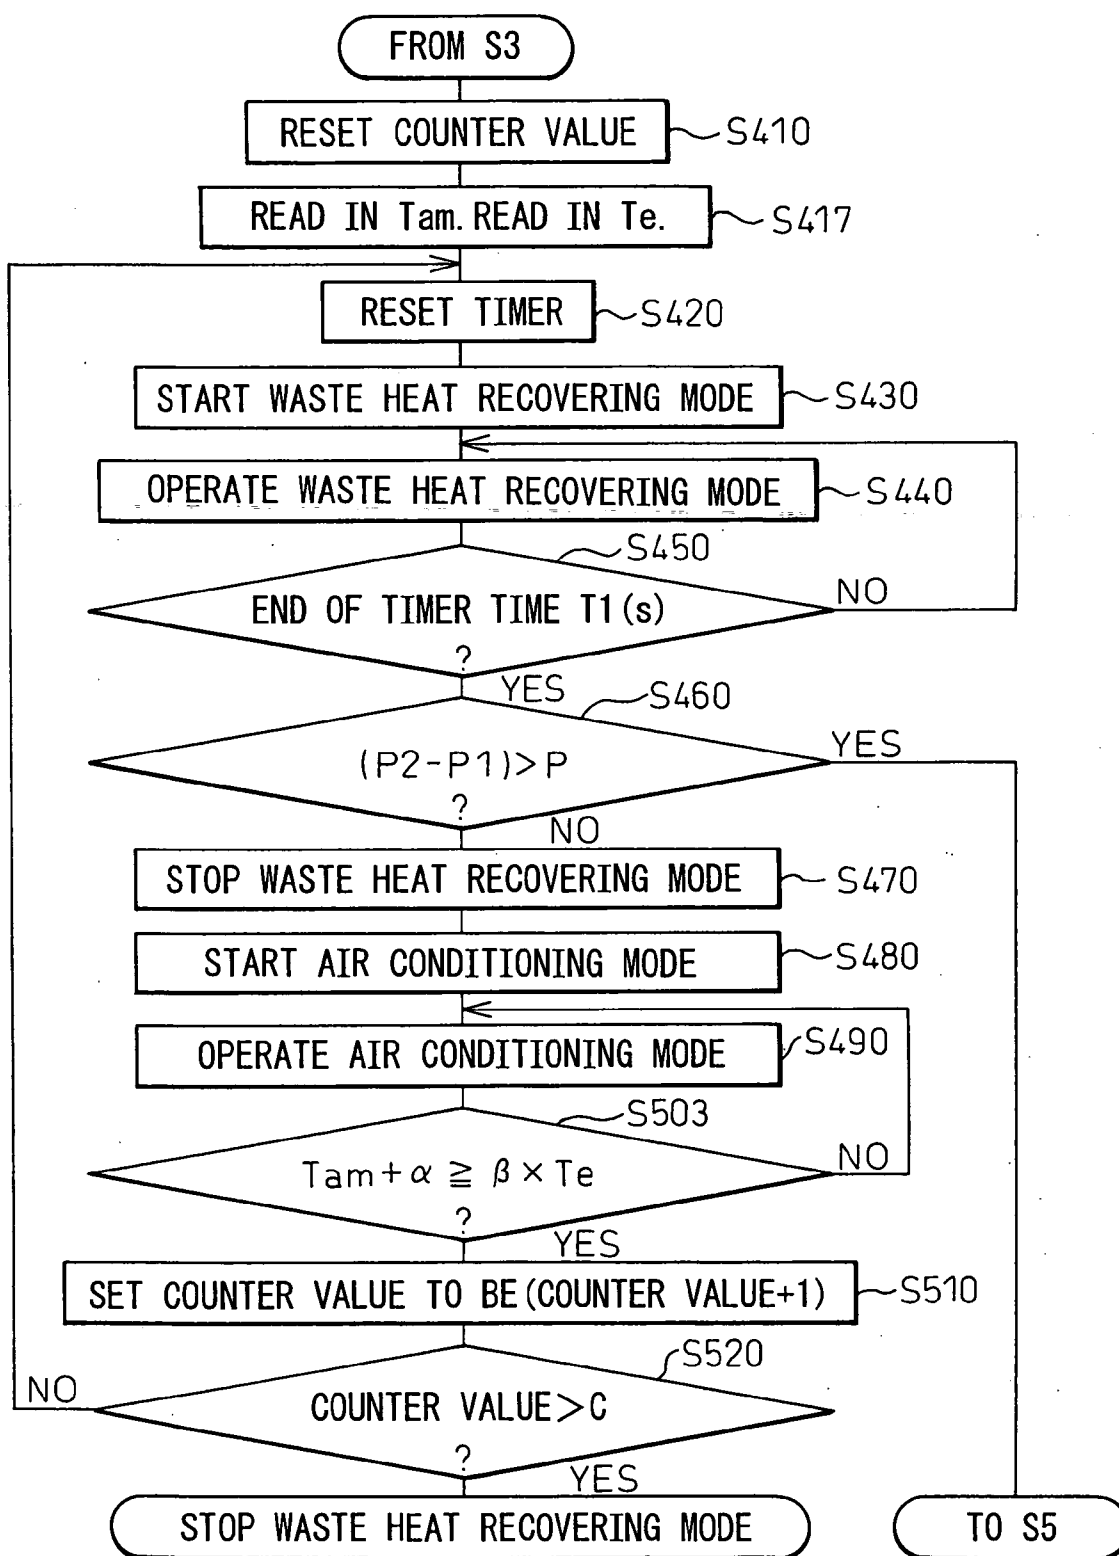 FROM S3
RESET COUNTER VALUE
S410
READ IN Tam. READ IN Te.
S417
RESET TIMER
S420
START WASTE HEAT RECOVERING MODE
S430
OPERATE WASTE HEAT RECOVERING MODE
S440
S450
END OF TIMER TIME T1(s)
?
NO
YES
S460
(P2-P1)>P
?
YES
NO
STOP WASTE HEAT RECOVERING MODE
S470
START AIR CONDITIONING MODE
S480
OPERATE AIR CONDITIONING MODE
S490
S503
Tam+α ≧ β×Te
?
NO
YES
SET COUNTER VALUE TO BE(COUNTER VALUE+1)
S510
S520
NO
COUNTER VALUE>C
?
YES
STOP WASTE HEAT RECOVERING MODE
TO S5